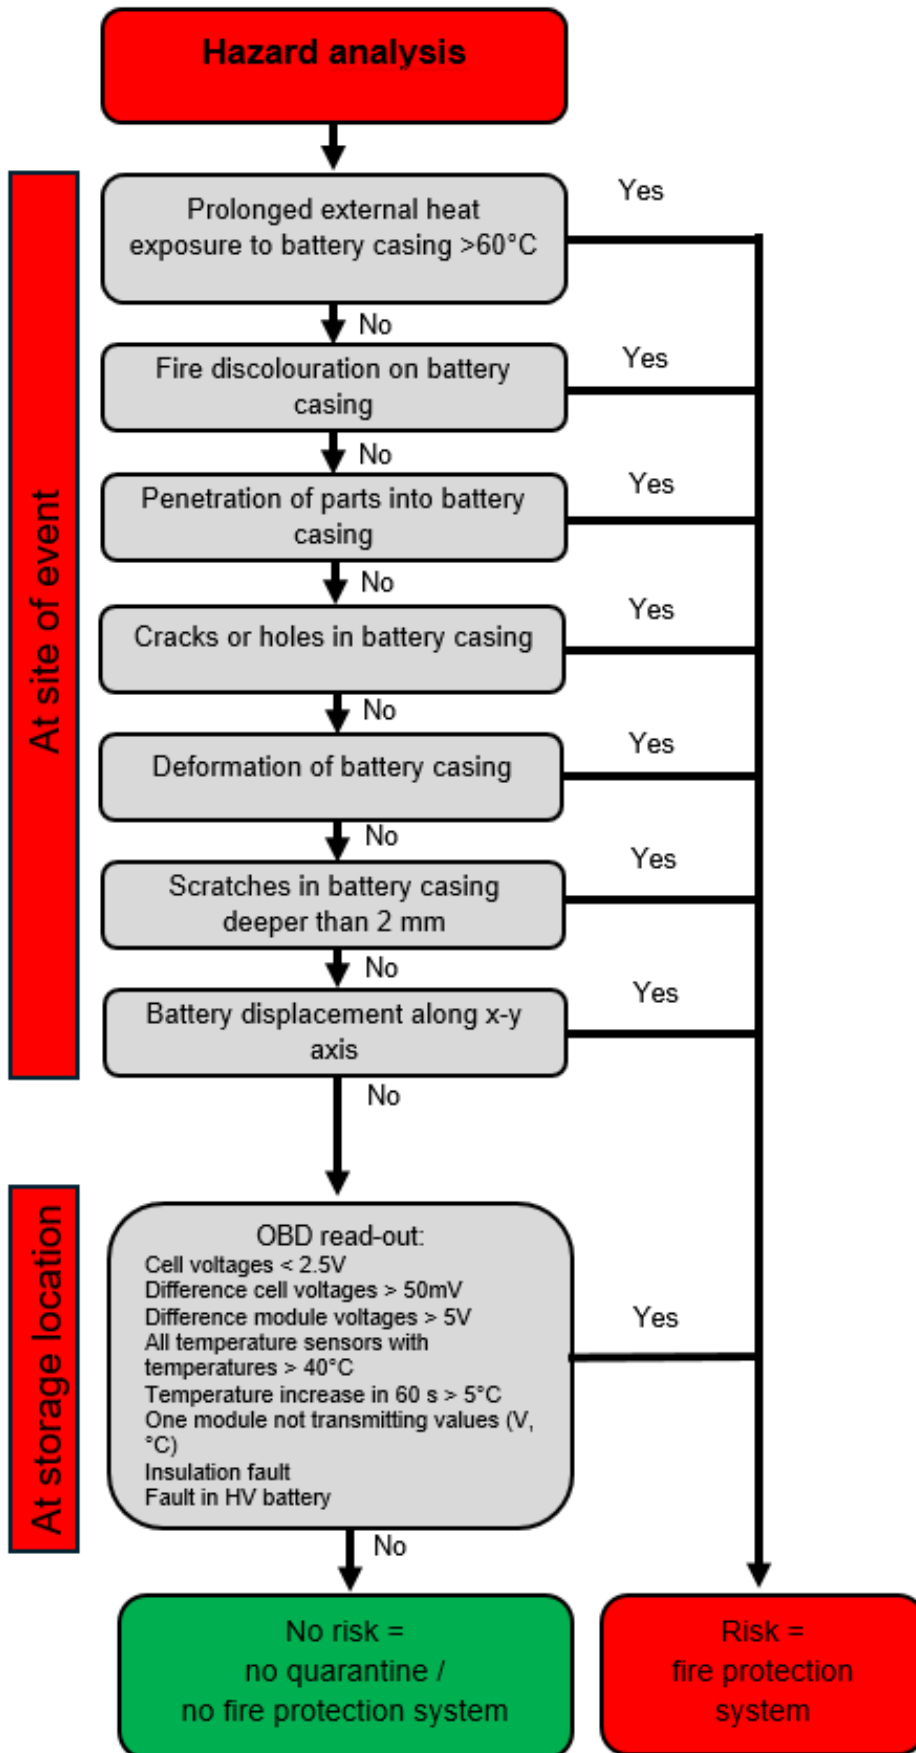 Hazard analysis
At site of event
Prolonged external heat
exposure to battery casing >60°C
Yes
No
Fire discolouration on battery
casing
Yes
No
Penetration of parts into battery
casing
Yes
No
Cracks or holes in battery casing
Yes
No
Deformation of battery casing
Yes
No
Scratches in battery casing
deeper than 2 mm
Yes
No
Battery displacement along x-y
axis
Yes
No
At storage location
OBD read-out:
Cell voltages < 2.5V
Difference cell voltages > 50mV
Difference module voltages > 5V
All temperature sensors with
temperatures > 40°C
Temperature increase in 60 s > 5°C
One module not transmitting values (V,
°C)
Insulation fault
Fault in HV battery
Yes
No
No risk =
no quarantine /
no fire protection system
Risk =
fire protection
system